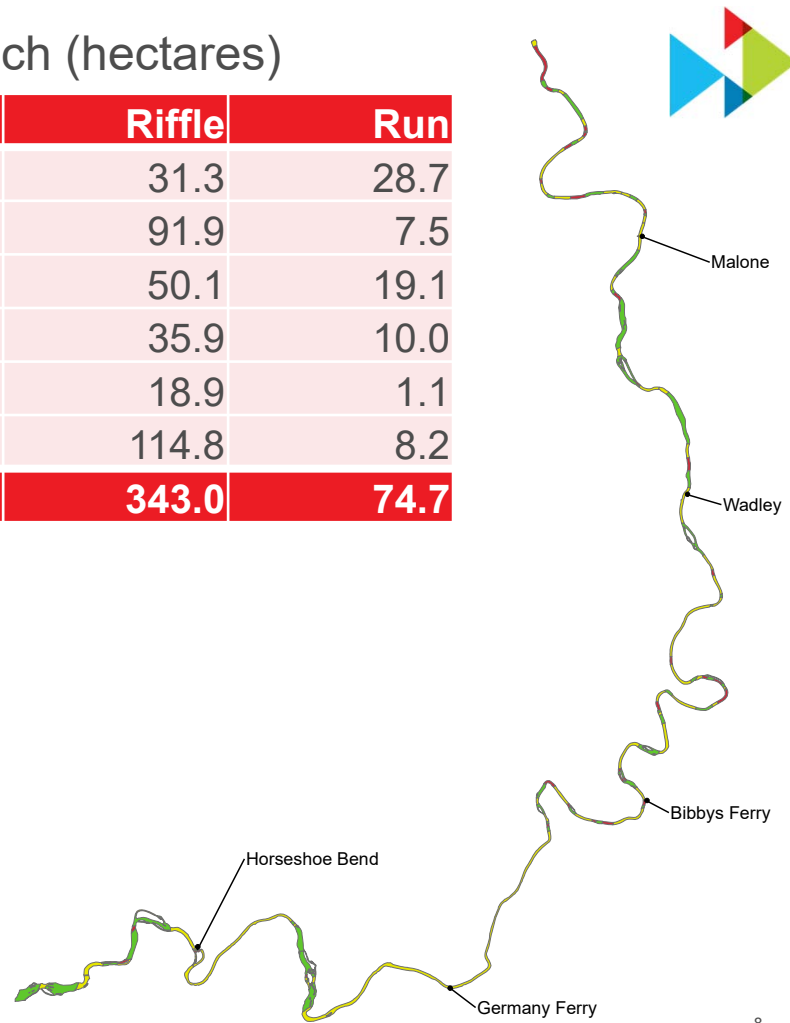 ch (hectares)
Riffle Run
31.3 28.7
91.9 7.5
50.1 19.1
35.9 10.0
18.9 1.1
114.8 8.2
343.0 74.7
Malone
Wadley
Bibbys Ferry
Horseshoe Bend
Germany Ferry